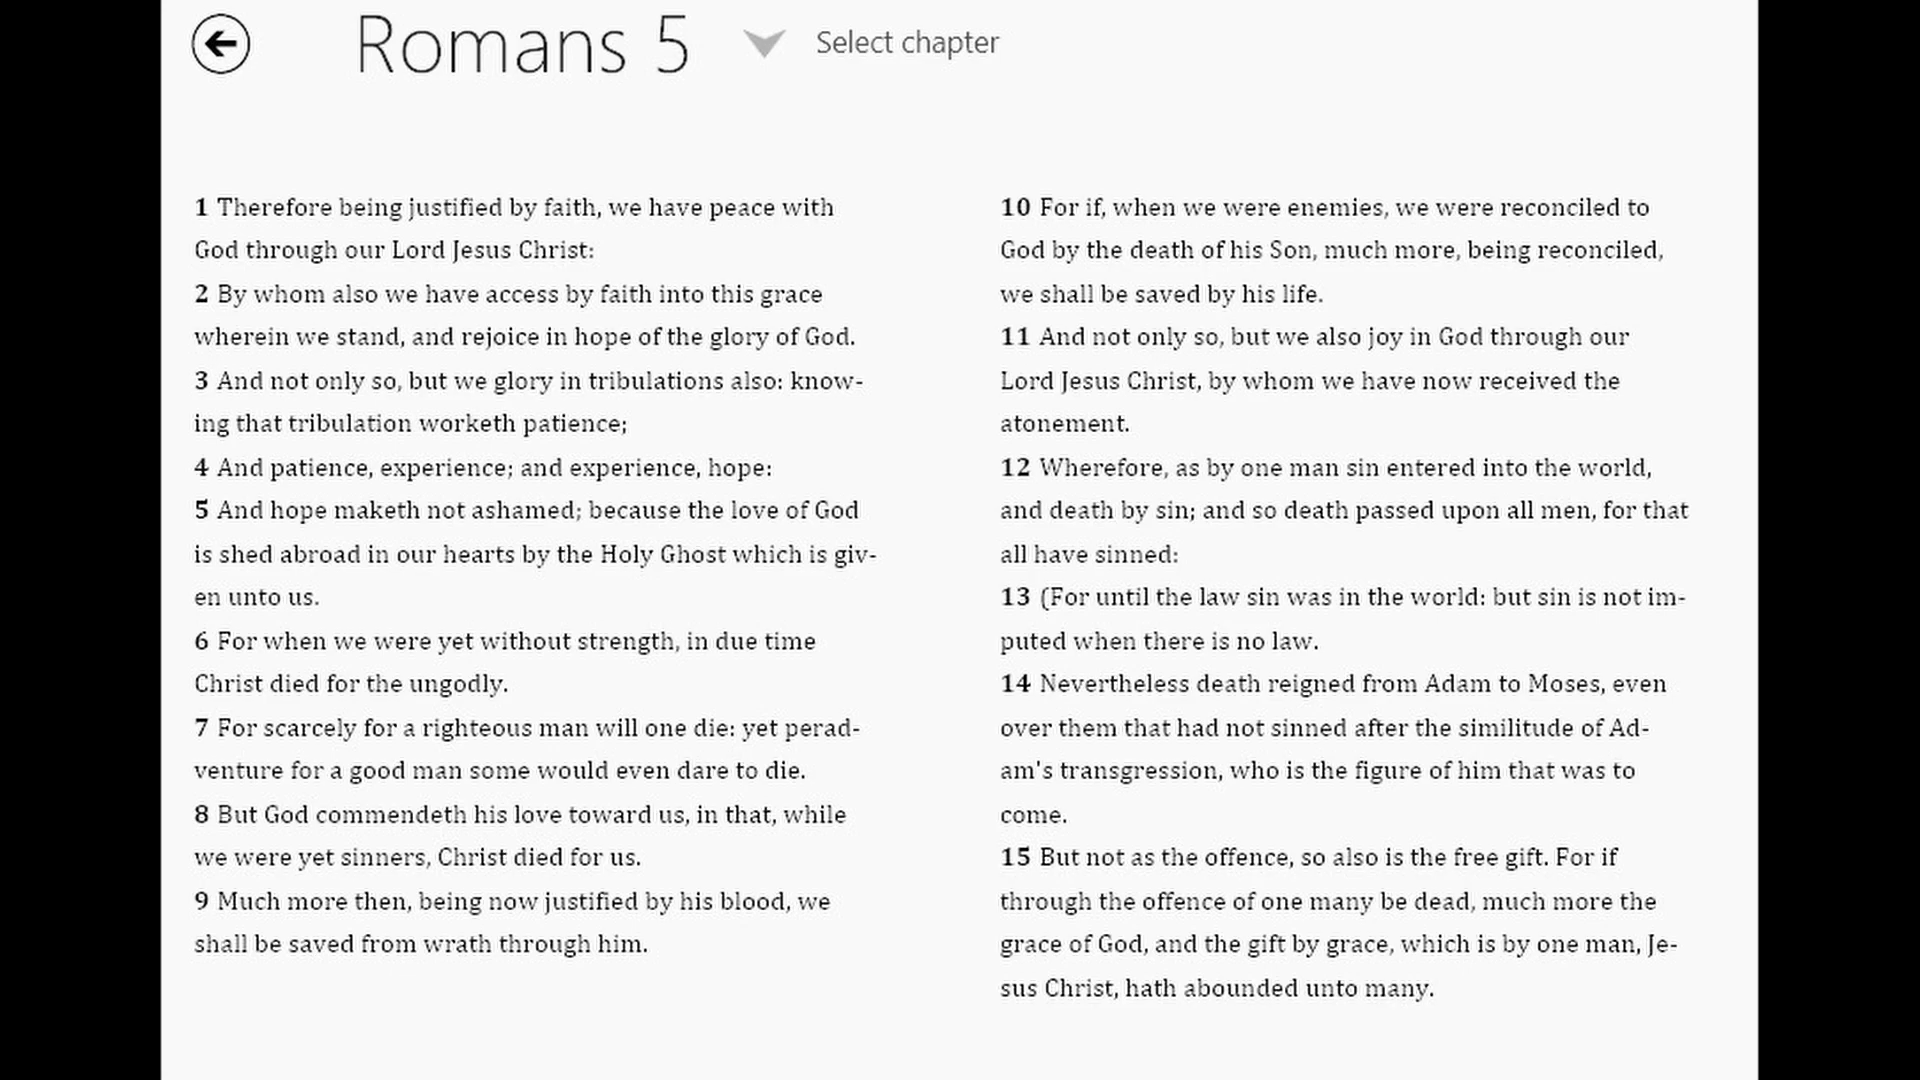 Romans 5
Select chapter
1 Therefore being justified by faith, we have peace with
God through our Lord Jesus Christ:
2 By whom also we have access by faith into this grace
wherein we stand, and rejoice in hope of the glory of God.
3 And not only so, but we glory in tribulations also: know-
ing that tribulation worketh patience;
4 And patience, experience; and experience, hope:
5 And hope maketh not ashamed; because the love of God
is shed abroad in our hearts by the Holy Ghost which is giv-
en unto us.
6 For when we were yet without strength, in due time
Christ died for the ungodly.
7 For scarcely for a righteous man will one die: yet perad-
venture for a good man some would even dare to die.
8 But God commendeth his love toward us, in that, while
we were yet sinners, Christ died for us.
9 Much more then, being now justified by his blood, we
shall be saved from wrath through him.
10 For if, when we were enemies, we were reconciled to
God by the death of his Son, much more, being reconciled,
we shall be saved by his life.
11 And not only so, but we also joy in God through our
Lord Jesus Christ, by whom we have now received the
atonement.
12 Wherefore, as by one man sin entered into the world,
and death by sin; and so death passed upon all men, for that
all have sinned:
13 (For until the law sin was in the world: but sin is not im-
puted when there is no law.
14 Nevertheless death reigned from Adam to Moses, even
over them that had not sinned after the similitude of Ad-
am's transgression, who is the figure of him that was to
come.
15 But not as the offence, so also is the free gift. For if
through the offence of one many be dead, much more the
grace of God, and the gift by grace, which is by one man, Je-
sus Christ, hath abounded unto many.